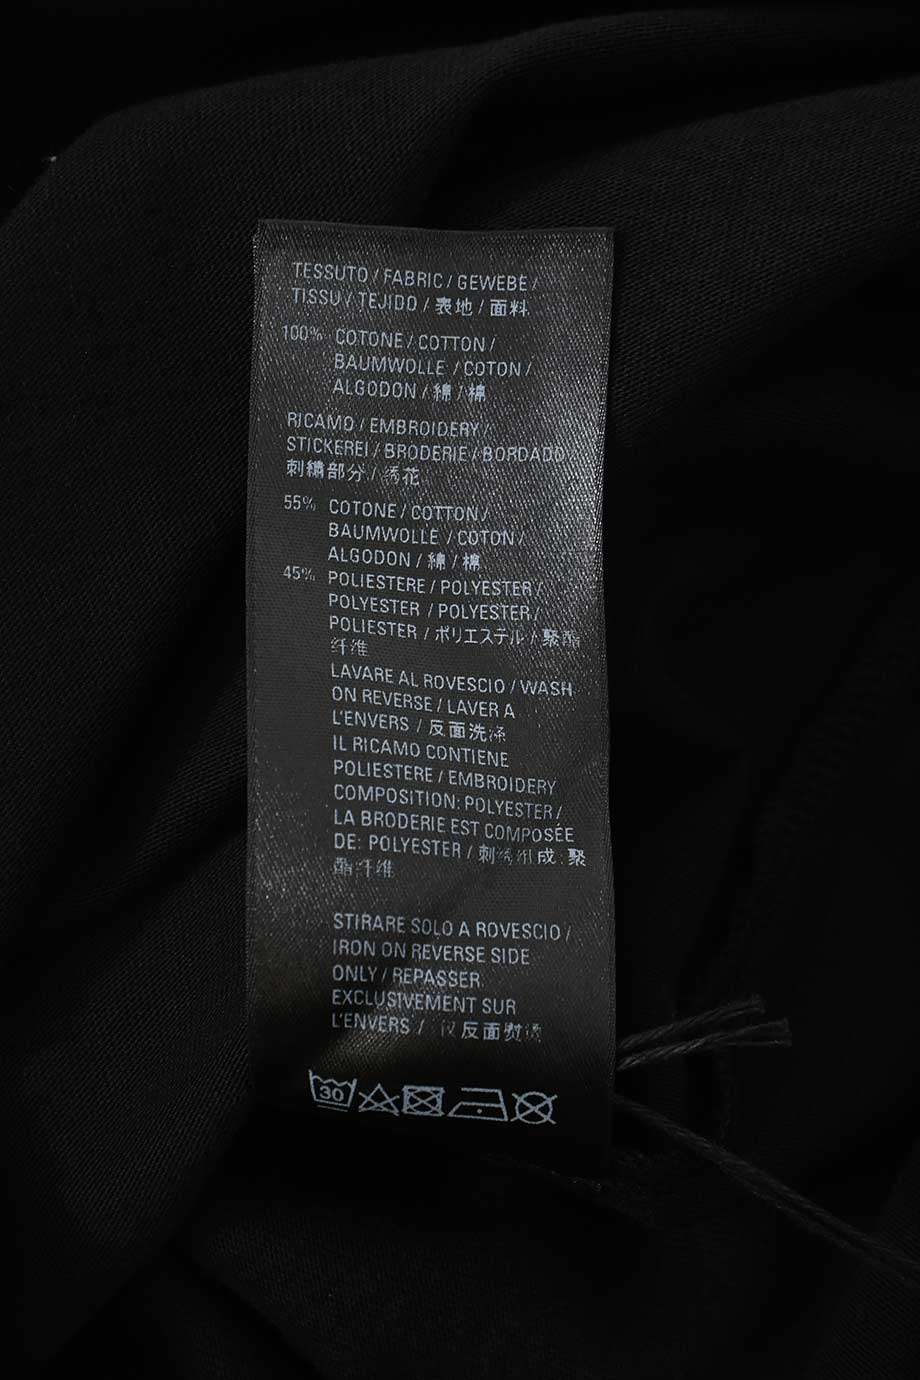 TESSUTO / FABRIC / GEWEBE /
TISSU / TEJIDO / 表地 / 面料
100% COTONE / COTTON /
BAUMWOLLE / COTON /
ALGODON / 綿 / 棉
RICAMO / EMBROIDERY /
STICKEREI / BRODERIE / BORDADO /
刺繍部分 / 绣花
55% COTONE / COTTON /
BAUMWOLLE / COTON /
ALGODON / 綿 / 棉
45% POLIESTERE / POLYESTER /
POLYESTER / POLYESTER /
POLIESTER / ポリエステル / 聚酯
纤维
LAVARE AL ROVESCIO / WASH
ON REVERSE / LAVER A
L'ENVERS / 反面洗涤
IL RICAMO CONTIENE
POLIESTERE / EMBROIDERY
COMPOSITION: POLYESTER /
LA BRODERIE EST COMPOSÉE
DE: POLYESTER / 刺绣组成: 聚
酯纤维
STIRARE SOLO A ROVESCIO /
IRON ON REVERSE SIDE
ONLY / REPASSER
EXCLUSIVEMENT SUR
L'ENVERS / 仅反面熨烫
30